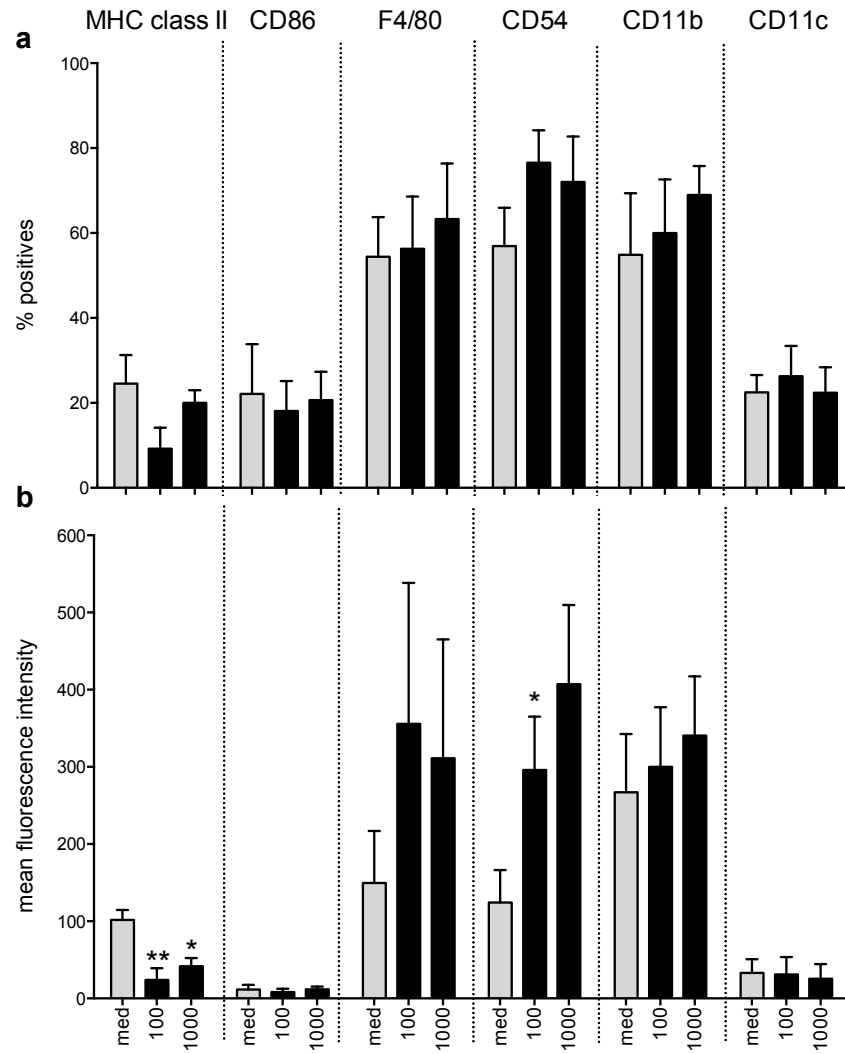 MHC class II CD86 F4/80 CD54 CD11b CD11c
a
100
80
60
40
20
0
% positives
b
600
500
400
300
200
100
0
mean fluorescence intensity
** * *
med 100 1000 med 100 1000 med 100 1000 med 100 1000 med 100 1000 med 100 1000